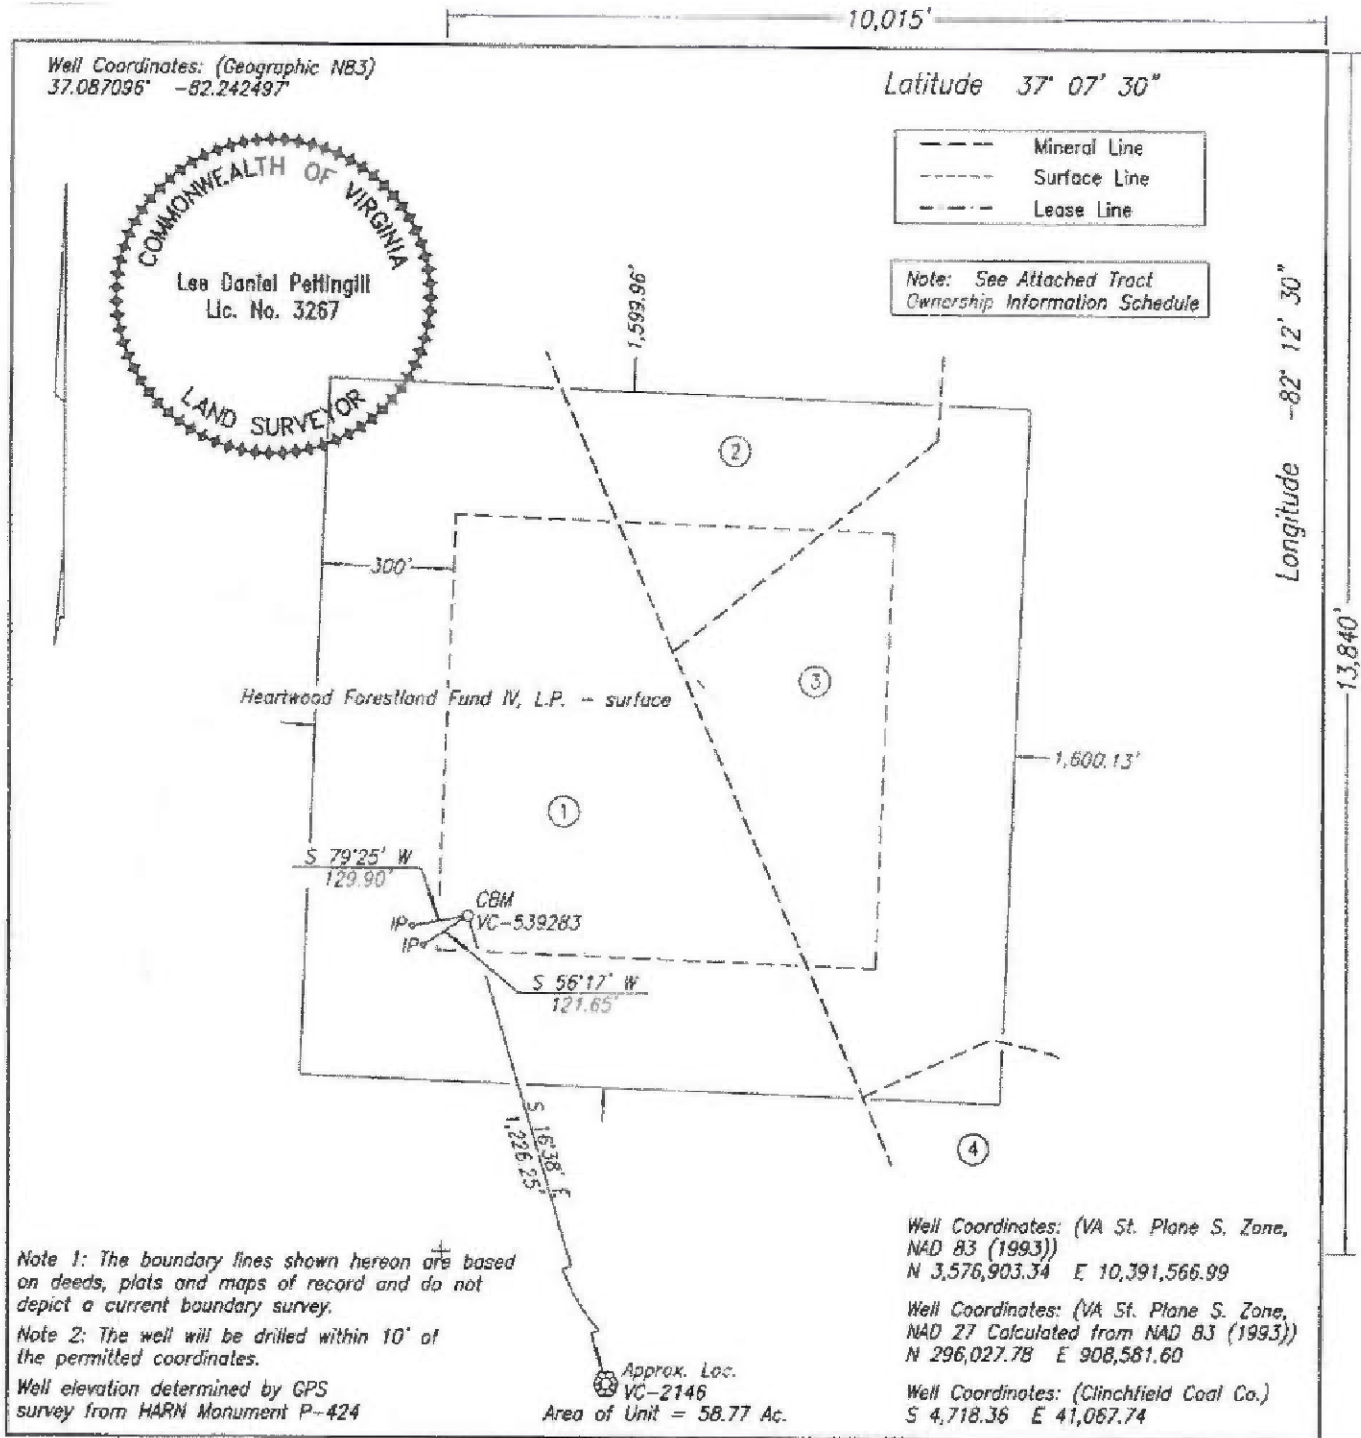 10,015'
Well Coordinates: (Geographic N83)
37.087096° -82.242497°
Latitude 37° 07' 30"
COMMONWEALTH OF VIRGINIA
Lee Daniel Pettingill
Lic. No. 3267
LAND SURVEYOR
Mineral Line
Surface Line
Lease Line
Note: See Attached Tract
Ownership Information Schedule
Longitude -82° 12' 30"
13,840'
1,599.96'
2
300'
3
Heartwood Forestland Fund IV, L.P. - surface
1,600.13'
1
S 79°25' W
129.90'
CBM
VC-539283
IP
IP
S 56°17' W
121.65'
S 16°38' E
1,226.25'
4
Note 1: The boundary lines shown hereon are based
on deeds, plats and maps of record and do not
depict a current boundary survey.
Note 2: The well will be drilled within 10' of
the permitted coordinates.
Well elevation determined by GPS
survey from HARN Monument P-424
Approx. Loc.
VC-2146
Area of Unit = 58.77 Ac.
Well Coordinates: (VA St. Plane S. Zone,
NAD 83 (1993))
N 3,576,903.34 E 10,391,566.99
Well Coordinates: (VA St. Plane S. Zone,
NAD 27 Calculated from NAD 83 (1993))
N 296,027.78 E 908,581.60
Well Coordinates: (Clinchfield Coal Co.)
S 4,718.36 E 41,067.74